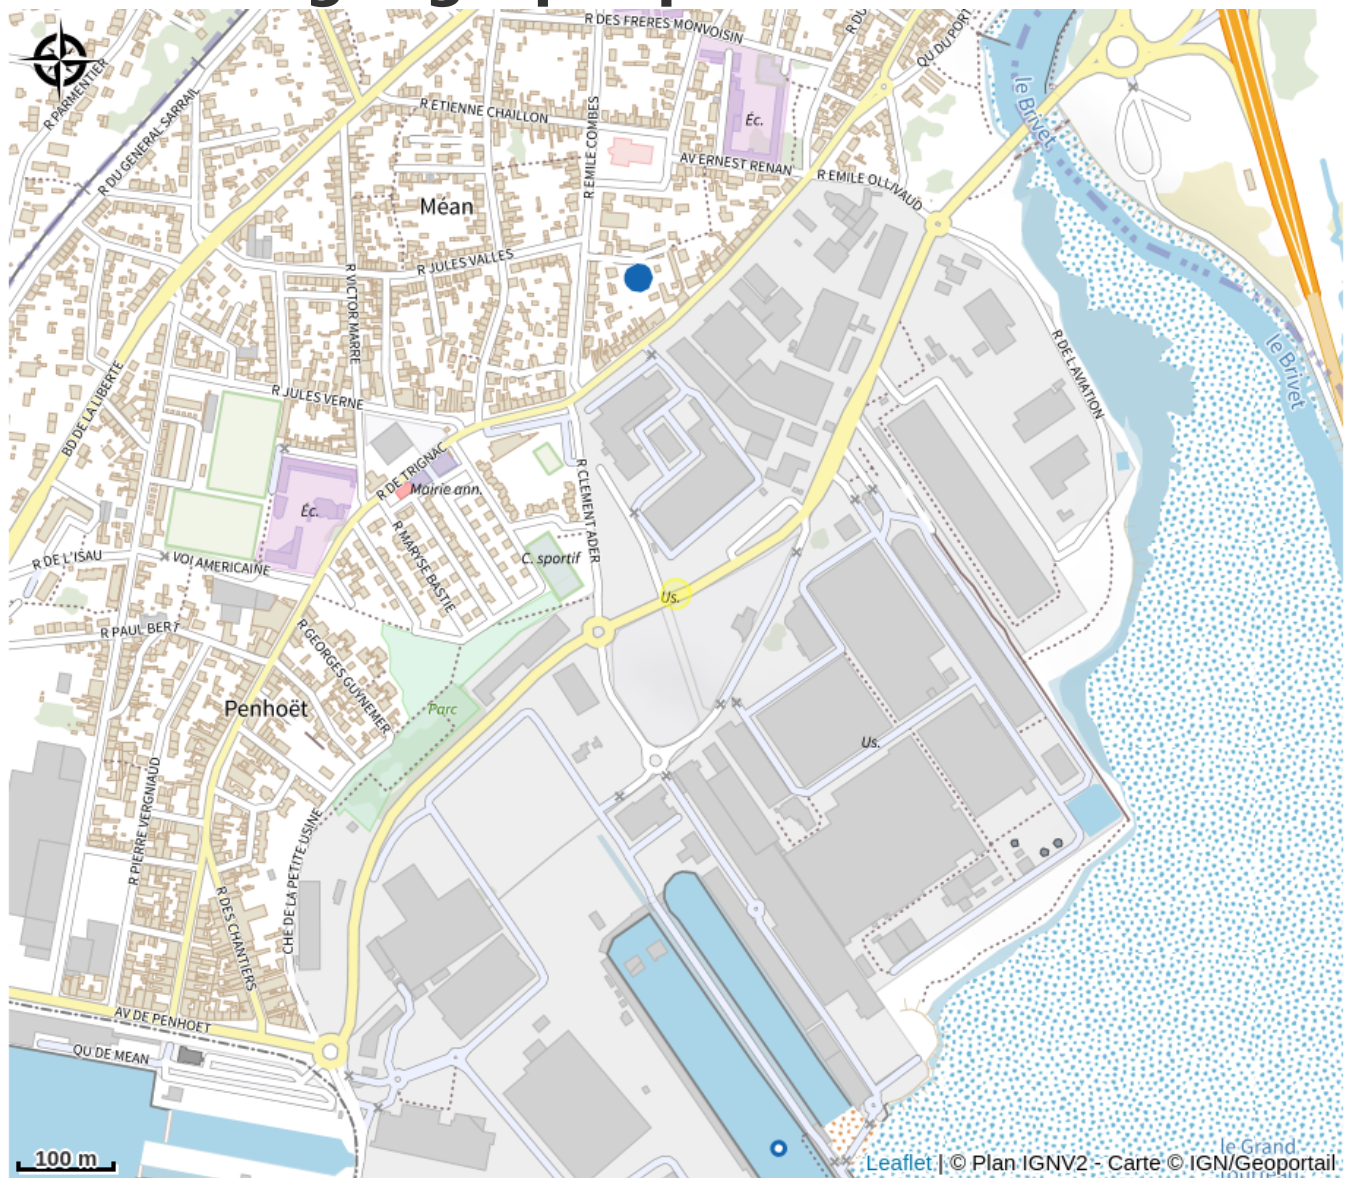 R DES FRERES MONVOISIN
R DU
QU DU PORT
R PARMENTIER
R DU GENERAL SARRAIL
R ETIENNE CHAILLON
R EMILE COMBES
Éc.
le Brivet
AV ERNEST RENAN
R EMILE OLLIVAUD
Méan
R JULES VALLES
R VICTOR MARRE
le Brivet
R DE L'AVIATION
BD DE LA LIBERTE
R JULES VERNE
R DE TRIGNAC
Mairie ann.
R CLEMENT ADER
Éc.
R MARYSE BASTIE
C. sportif
R DE L'ISAU
VOI AMERICAINE
Us.
R PAUL BERT
R GEORGES GUYNEMER
Penhoët
Parc
Us.
R PIERRE VERGNIAUD
CHE DE LA PETITE USINE
R DES CHANTIERS
AV DE PENHOET
QU DE MEAN
100 m
le Grand
Leaflet | © Plan IGNV2 - Carte © IGN/Geoportail